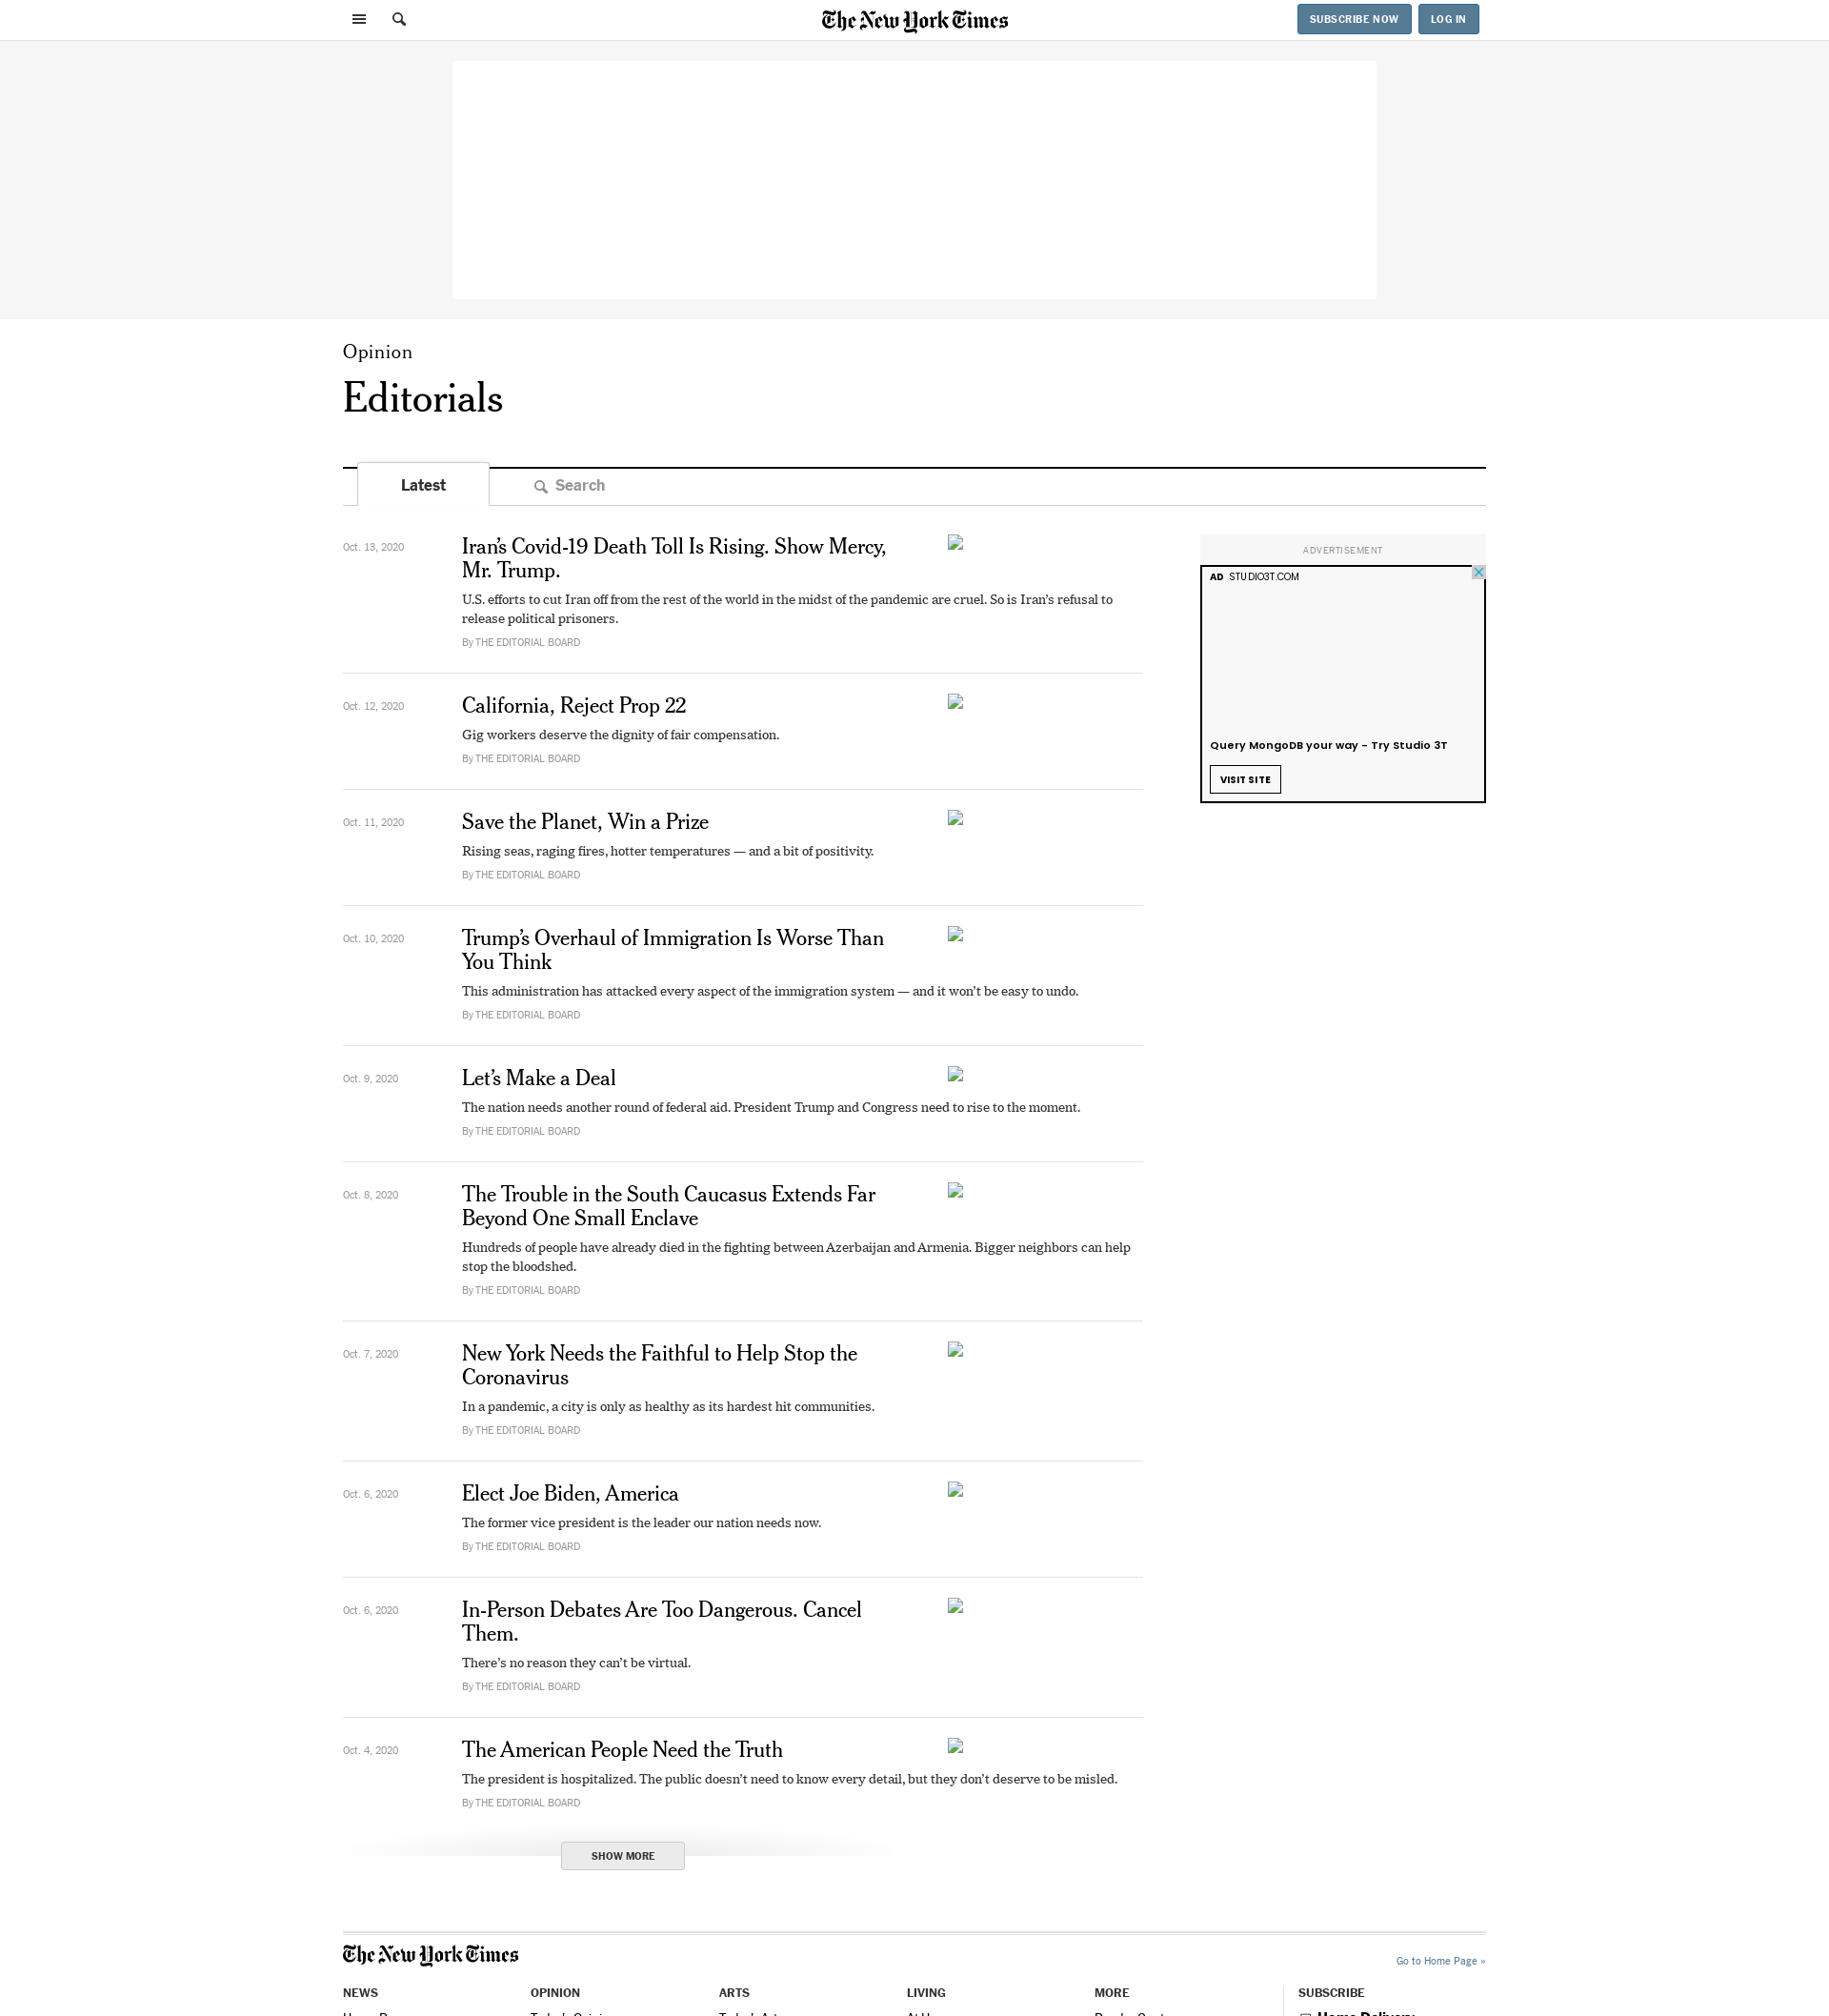 The New York Times
SUBSCRIBE NOW
LOG IN
Opinion
Editorials
Latest
Search
Oct. 13, 2020
Iran’s Covid-19 Death Toll Is Rising. Show Mercy,
Mr. Trump.
U.S. efforts to cut Iran off from the rest of the world in the midst of the pandemic are cruel. So is Iran’s refusal to
release political prisoners.
By THE EDITORIAL BOARD
ADVERTISEMENT
AD STUDIO3T.COM
Query MongoDB your way - Try Studio 3T
VISIT SITE
Oct. 12, 2020
California, Reject Prop 22
Gig workers deserve the dignity of fair compensation.
By THE EDITORIAL BOARD
Oct. 11, 2020
Save the Planet, Win a Prize
Rising seas, raging fires, hotter temperatures — and a bit of positivity.
By THE EDITORIAL BOARD
Oct. 10, 2020
Trump’s Overhaul of Immigration Is Worse Than
You Think
This administration has attacked every aspect of the immigration system — and it won’t be easy to undo.
By THE EDITORIAL BOARD
Oct. 9, 2020
Let’s Make a Deal
The nation needs another round of federal aid. President Trump and Congress need to rise to the moment.
By THE EDITORIAL BOARD
Oct. 8, 2020
The Trouble in the South Caucasus Extends Far
Beyond One Small Enclave
Hundreds of people have already died in the fighting between Azerbaijan and Armenia. Bigger neighbors can help
stop the bloodshed.
By THE EDITORIAL BOARD
Oct. 7, 2020
New York Needs the Faithful to Help Stop the
Coronavirus
In a pandemic, a city is only as healthy as its hardest hit communities.
By THE EDITORIAL BOARD
Oct. 6, 2020
Elect Joe Biden, America
The former vice president is the leader our nation needs now.
By THE EDITORIAL BOARD
Oct. 6, 2020
In-Person Debates Are Too Dangerous. Cancel
Them.
There’s no reason they can’t be virtual.
By THE EDITORIAL BOARD
Oct. 4, 2020
The American People Need the Truth
The president is hospitalized. The public doesn’t need to know every detail, but they don’t deserve to be misled.
By THE EDITORIAL BOARD
SHOW MORE
The New York Times
Go to Home Page »
NEWS
OPINION
ARTS
LIVING
MORE
SUBSCRIBE